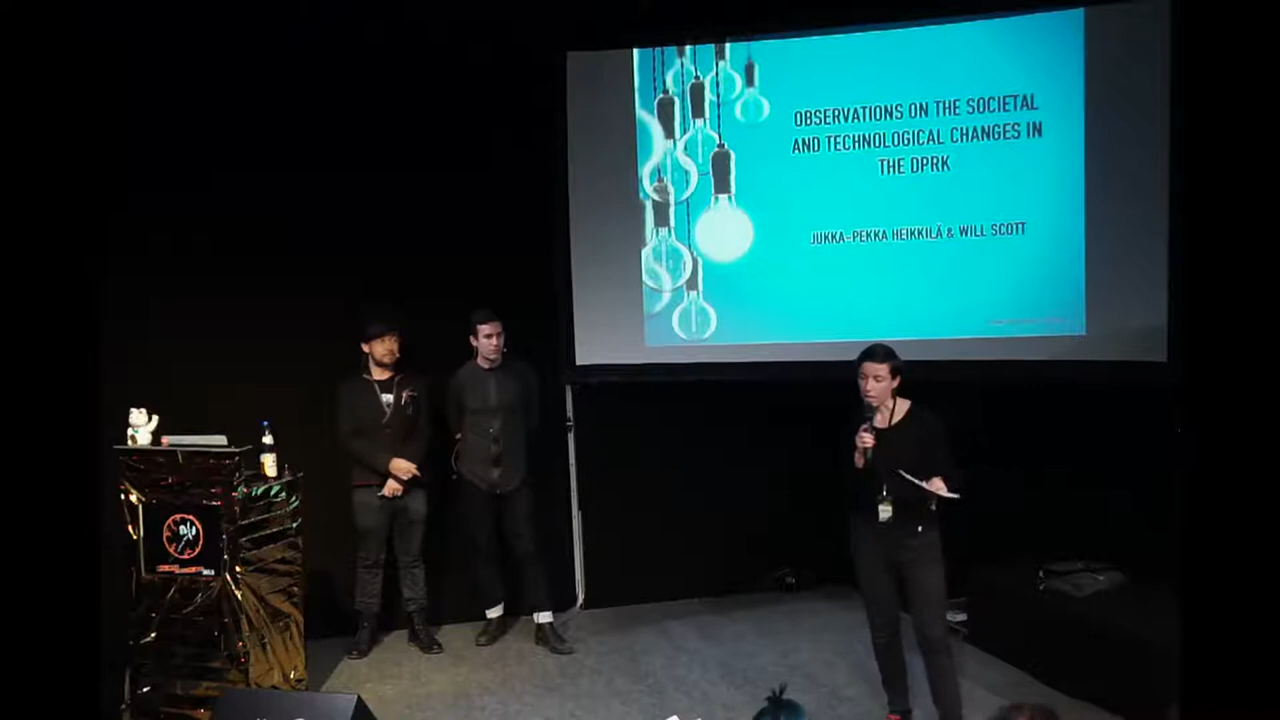 OBSERVATIONS ON THE SOCIETAL
AND TECHNOLOGICAL CHANGES IN
THE DPRK
JUKKA-PEKKA HEIKKILÄ & WILL SCOTT